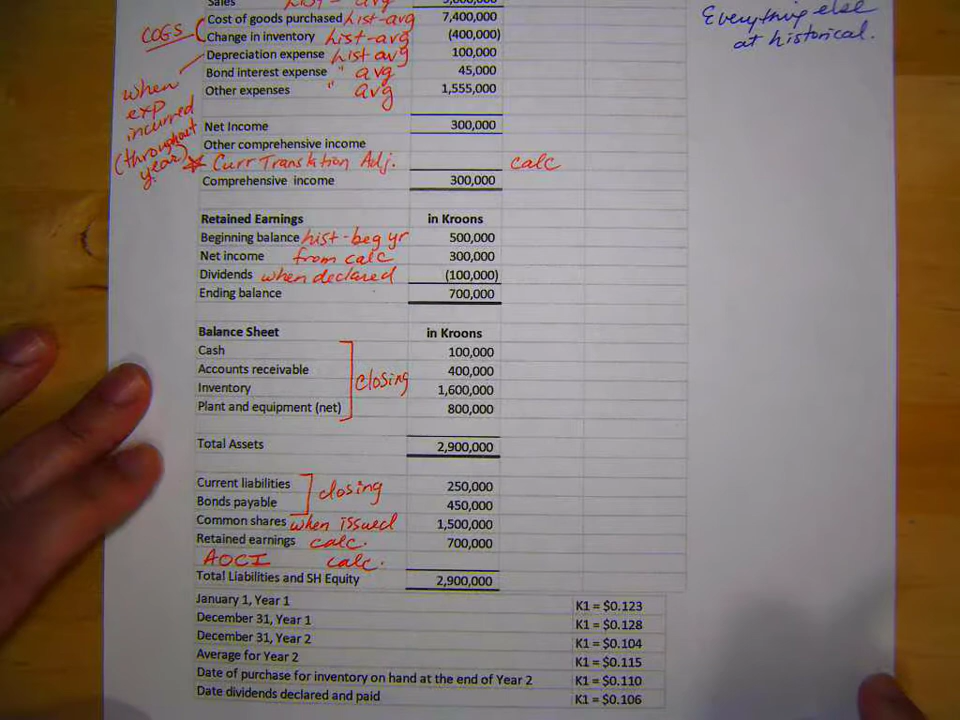 Sales hist - avg
Everything else
at historical.
COGS Cost of goods purchased hist-avg 7,400,000
Change in inventory hist-avg (400,000)
Depreciation expense hist avg 100,000
Bond interest expense " avg 45,000
Other expenses " avg 1,555,000
when
exp
incurred
(throughout
year)
Net Income 300,000
Other comprehensive income
* Curr Translation Adj. calc
Comprehensive income 300,000
Retained Earnings in Kroons
Beginning balance hist-beg yr 500,000
Net income from calc 300,000
Dividends when declared (100,000)
Ending balance 700,000
Balance Sheet in Kroons
Cash 100,000
Accounts receivable 400,000
closing
Inventory 1,600,000
Plant and equipment (net) 800,000
Total Assets 2,900,000
Current liabilities 250,000
closing
Bonds payable 450,000
Common shares when issued 1,500,000
Retained earnings calc. 700,000
AOCI calc.
Total Liabilities and SH Equity 2,900,000
January 1, Year 1 K1 = $0.123
December 31, Year 1 K1 = $0.128
December 31, Year 2 K1 = $0.104
Average for Year 2 K1 = $0.115
Date of purchase for inventory on hand at the end of Year 2 K1 = $0.110
Date dividends declared and paid K1 = $0.106